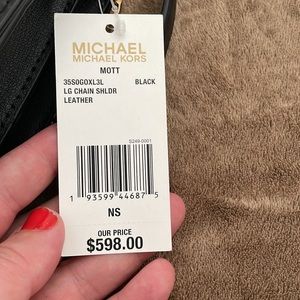 MICHAEL
MICHAEL KORS
MOTT
35S0GOXL3L BLACK
LG CHAIN SHLDR
LEATHER
S249-0001
1 93599 44687 5
NS
OUR PRICE
$598.00